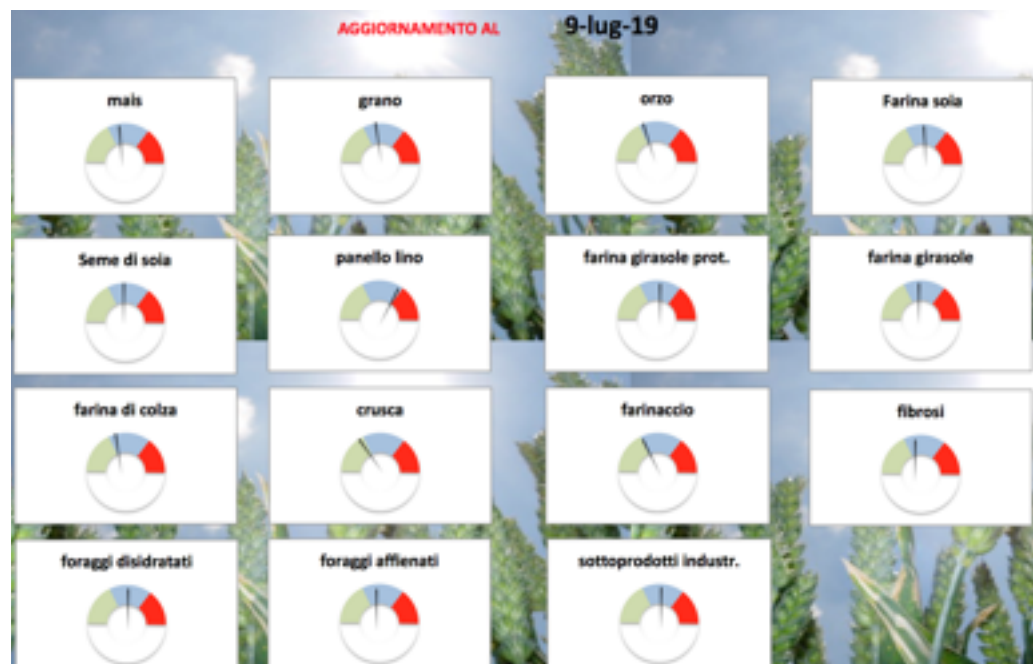 AGGIORNAMENTO AL 9-lug-19
mais grano orzo Farina soia
Seme di soia panello lino farina girasole prot. farina girasole
farina di colza crusca farinaccio fibrosi
foraggi disidratati foraggi affienati sottoprodotti industr.